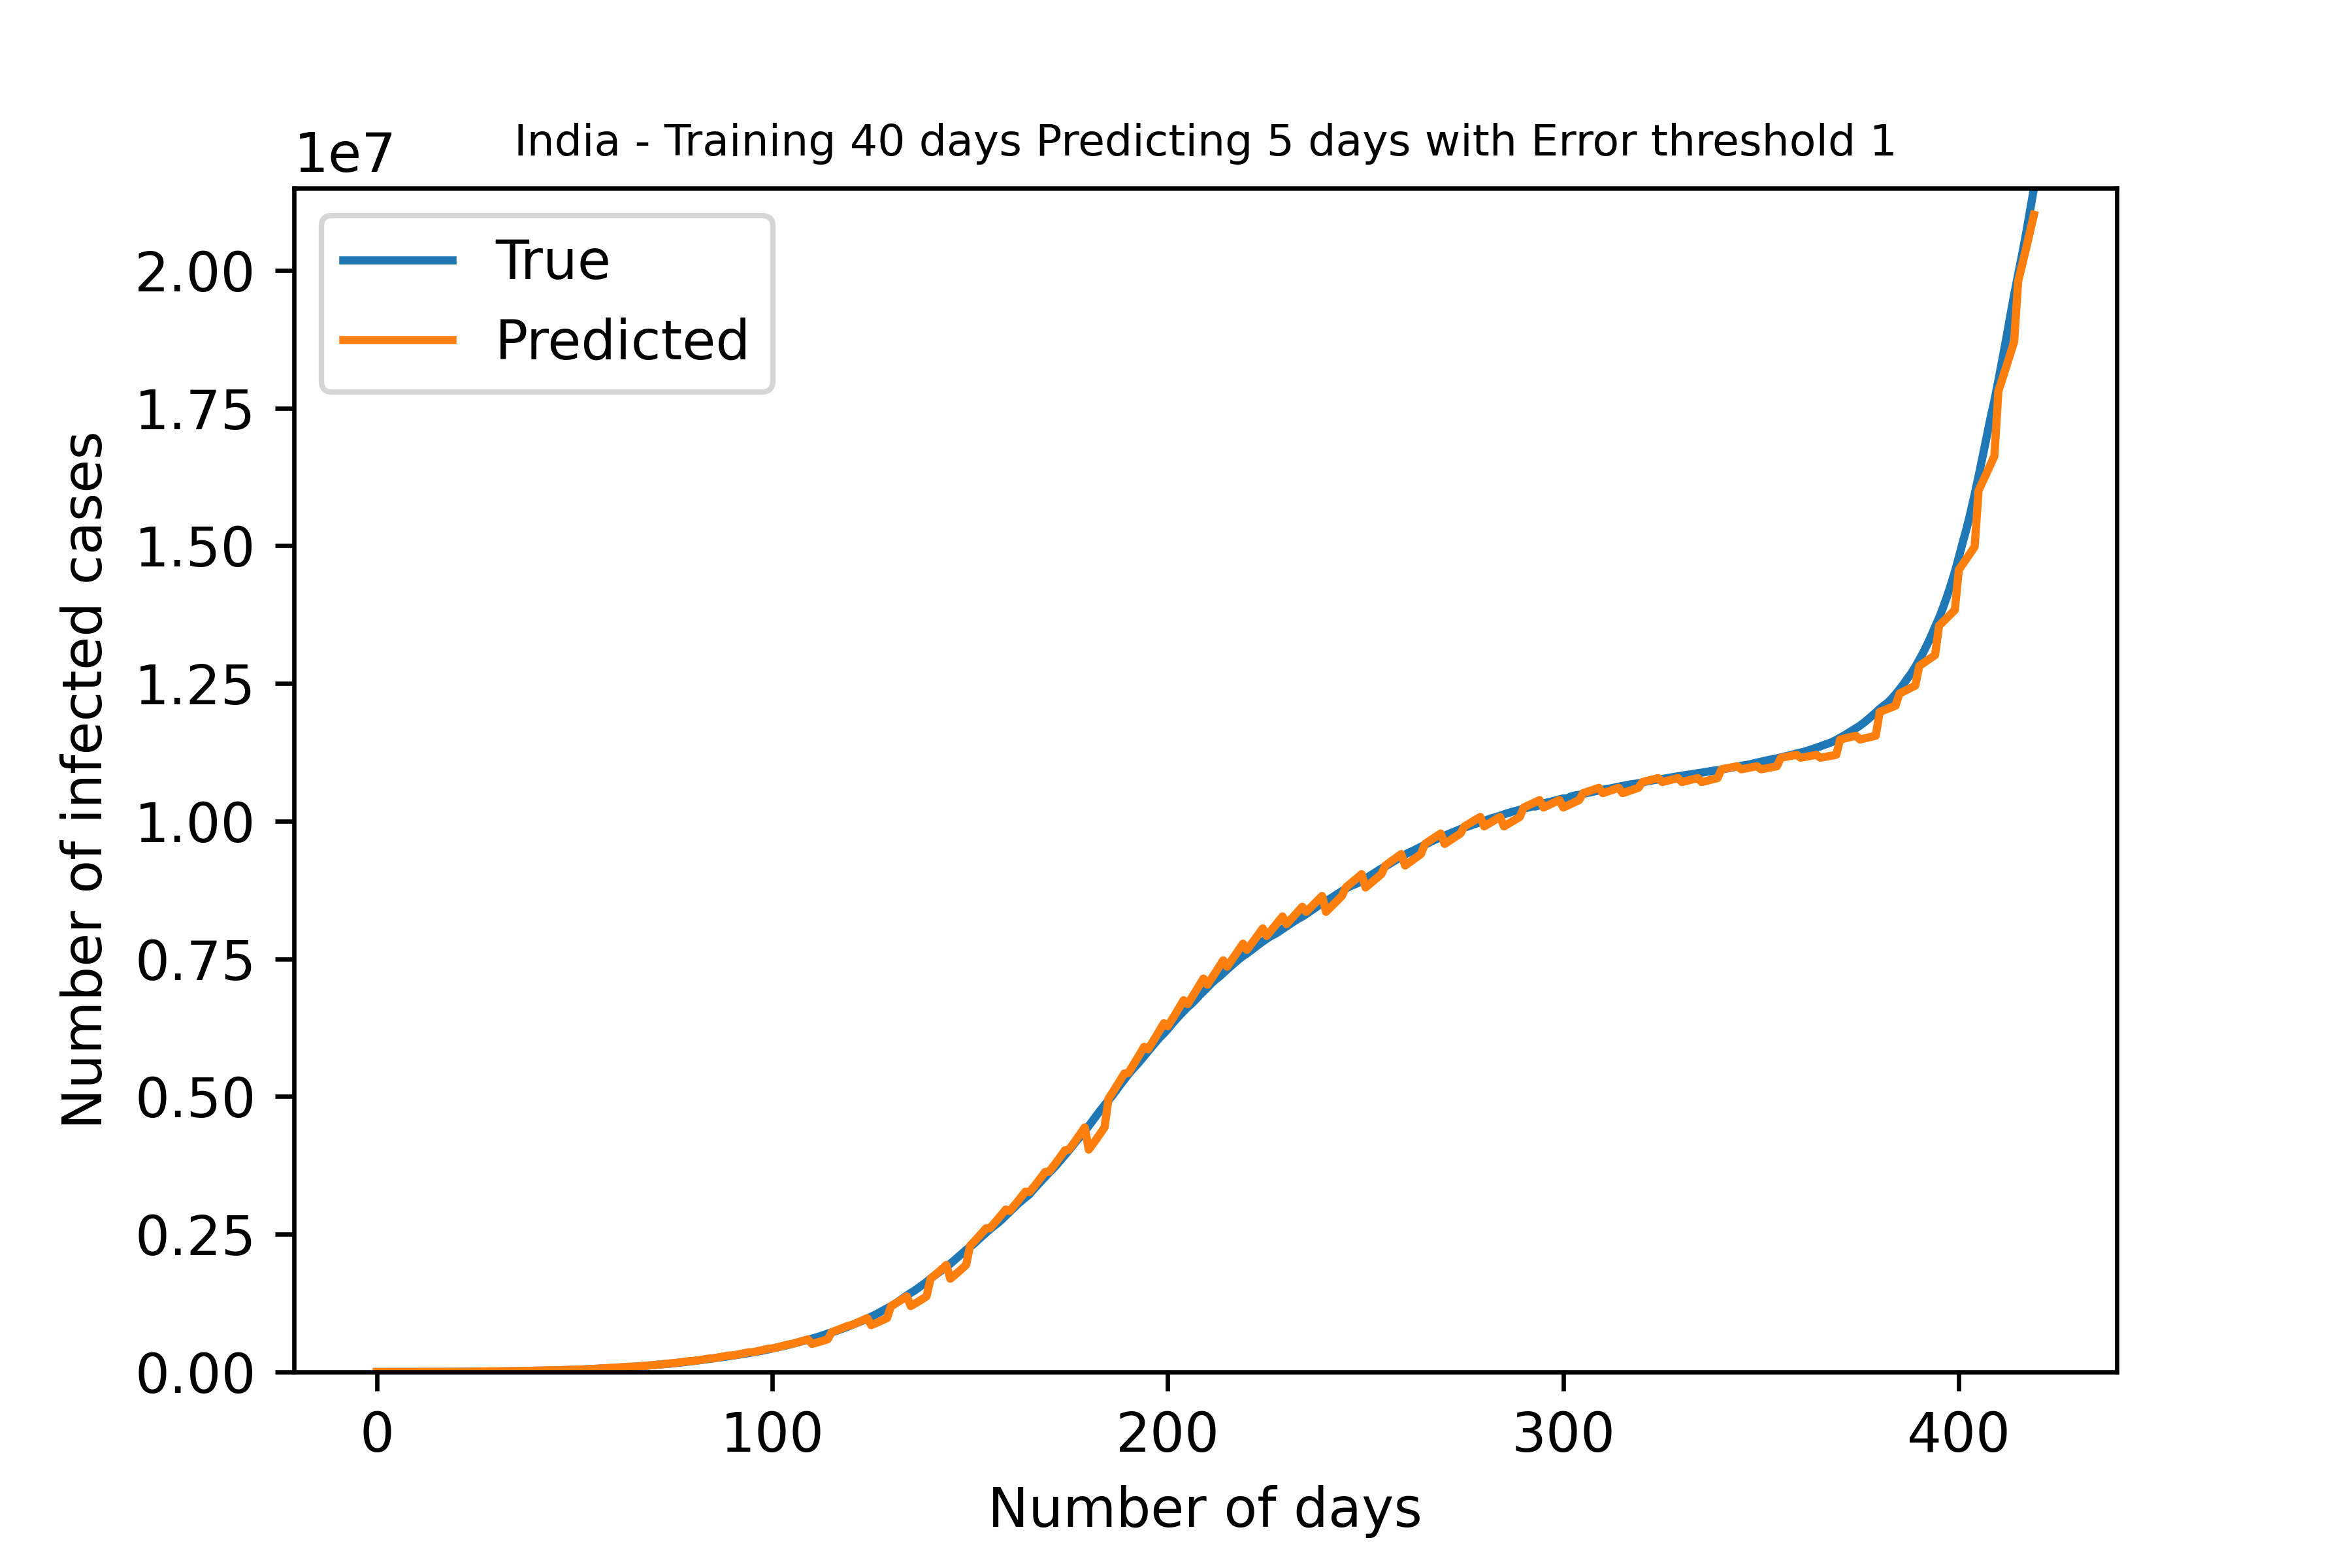 India - Training 40 days Predicting 5 days with Error threshold 1
1e7
True
Predicted
2.00
1.75
1.50
1.25
1.00
0.75
0.50
0.25
0.00
Number of infected cases
0 100 200 300 400
Number of days